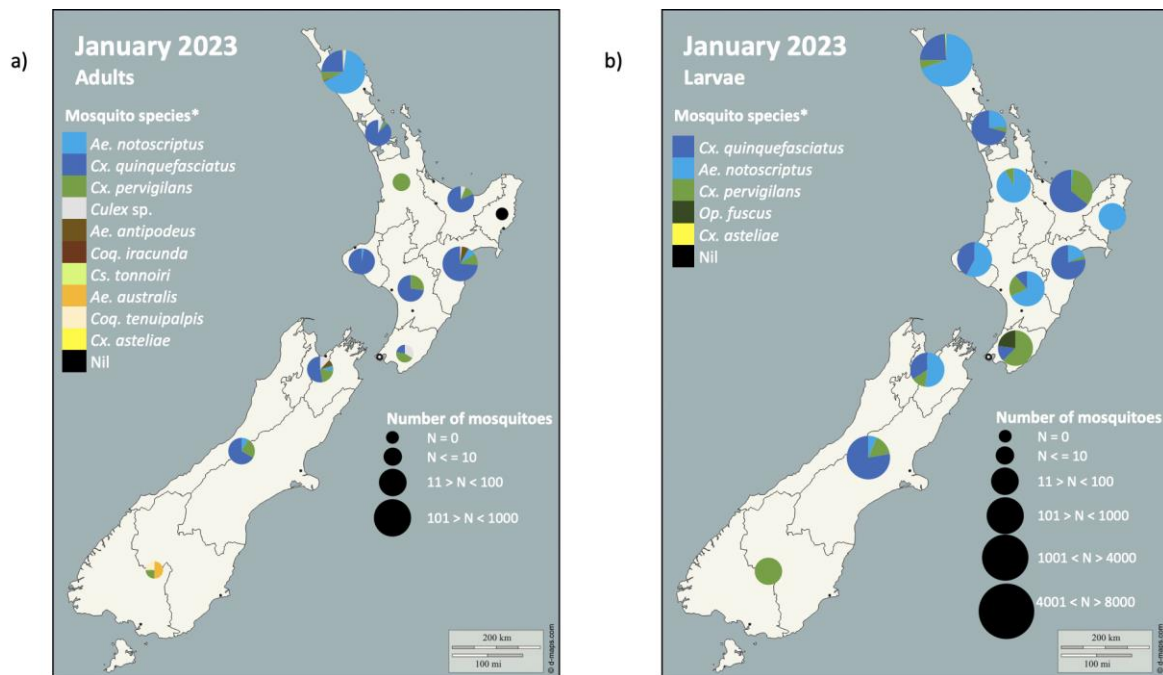 a)
January 2023
Adults
Mosquito species*
Ae. notoscriptus
Cx. quinquefasciatus
Cx. pervigilans
Culex sp.
Ae. antipodeus
Coq. iracunda
Cs. tonnoiri
Ae. australis
Coq. tenuipalpis
Cx. asteliae
Nil
Number of mosquitoes
N = 0
N < = 10
11 > N < 100
101 > N < 1000
200 km
100 mi
© d-maps.com
b)
January 2023
Larvae
Mosquito species*
Cx. quinquefasciatus
Ae. notoscriptus
Cx. pervigilans
Op. fuscus
Cx. asteliae
Nil
Number of mosquitoes
N = 0
N < = 10
11 > N < 100
101 > N < 1000
1001 < N > 4000
4001 < N > 8000
200 km
100 mi
© d-maps.com